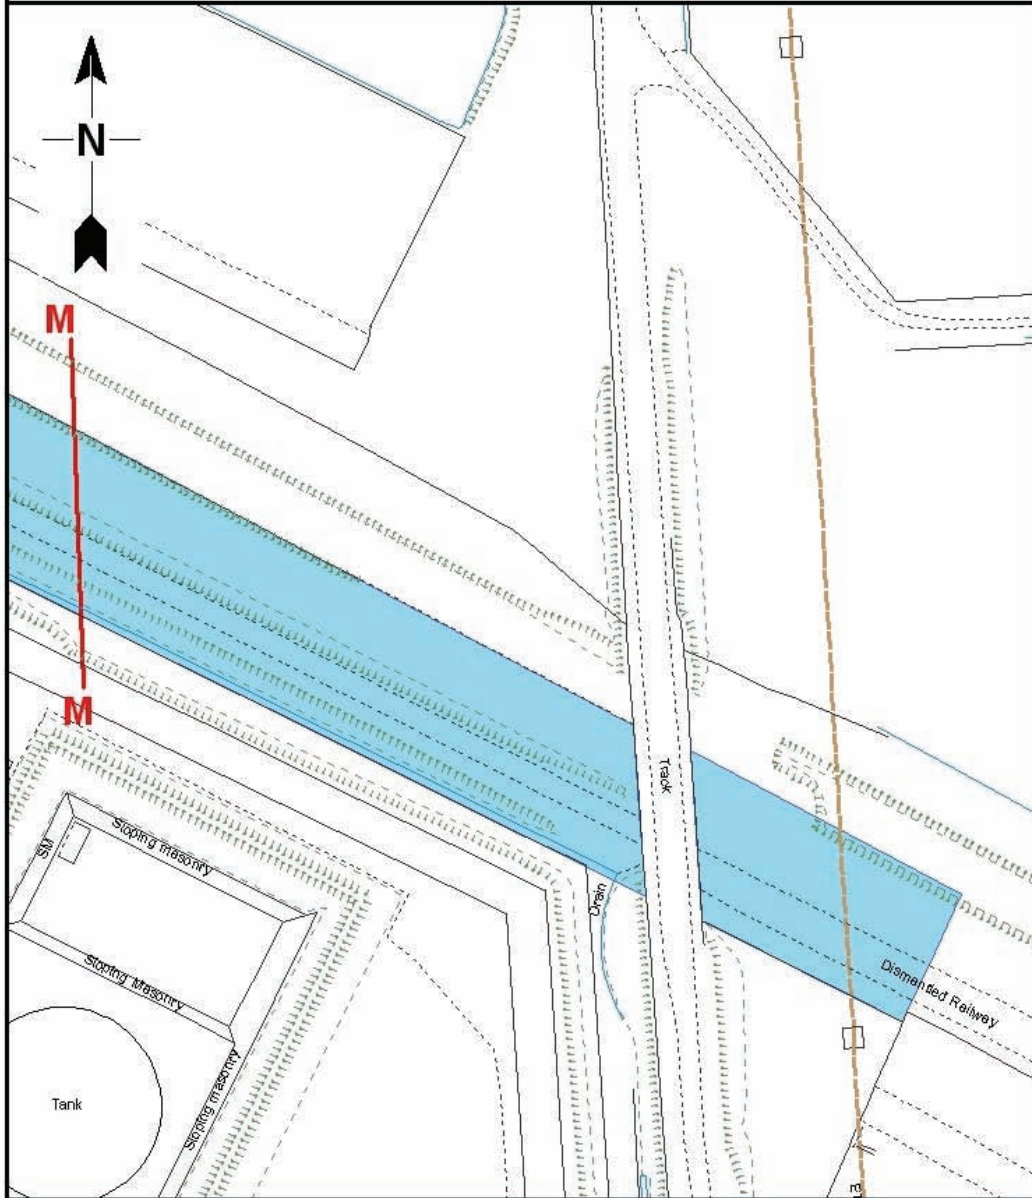 N
M
M
Track
Sloping masonry
SM
Drain
Sloping Masonry
Dismantled Railway
Sloping masonry
Tank